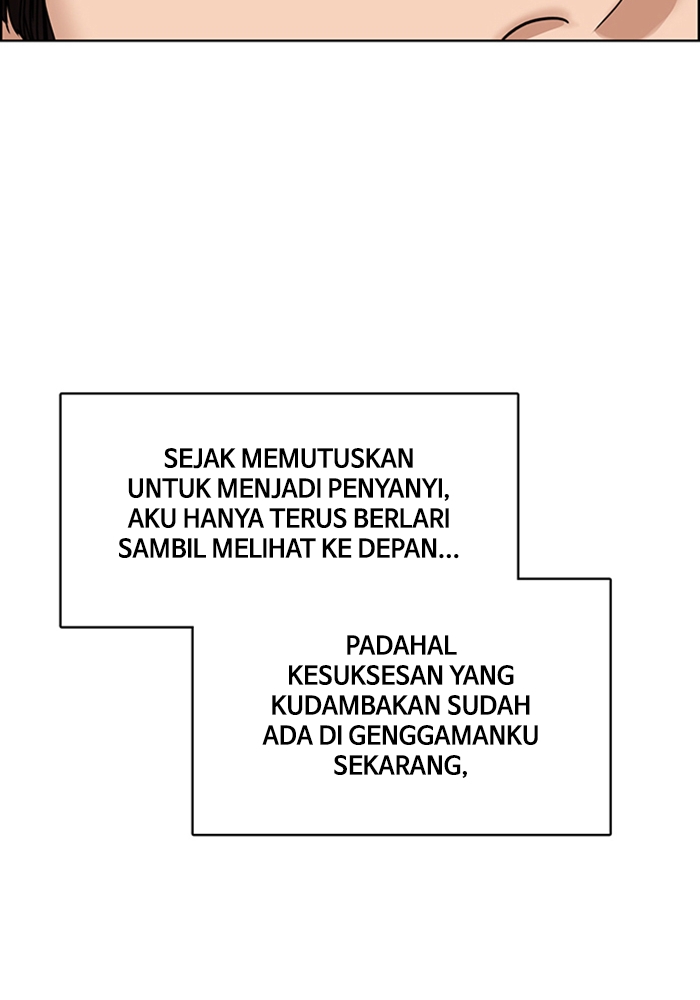 SEJAK MEMUTUSKAN
UNTUK MENJADI PENYANYI,
AKU HANYA TERUS BERLARI
SAMBIL MELIHAT KE DEPAN...
PADAHAL
KESUKSESAN YANG
KUDAMBAKAN SUDAH
ADA DI GENGGAMANKU
SEKARANG,